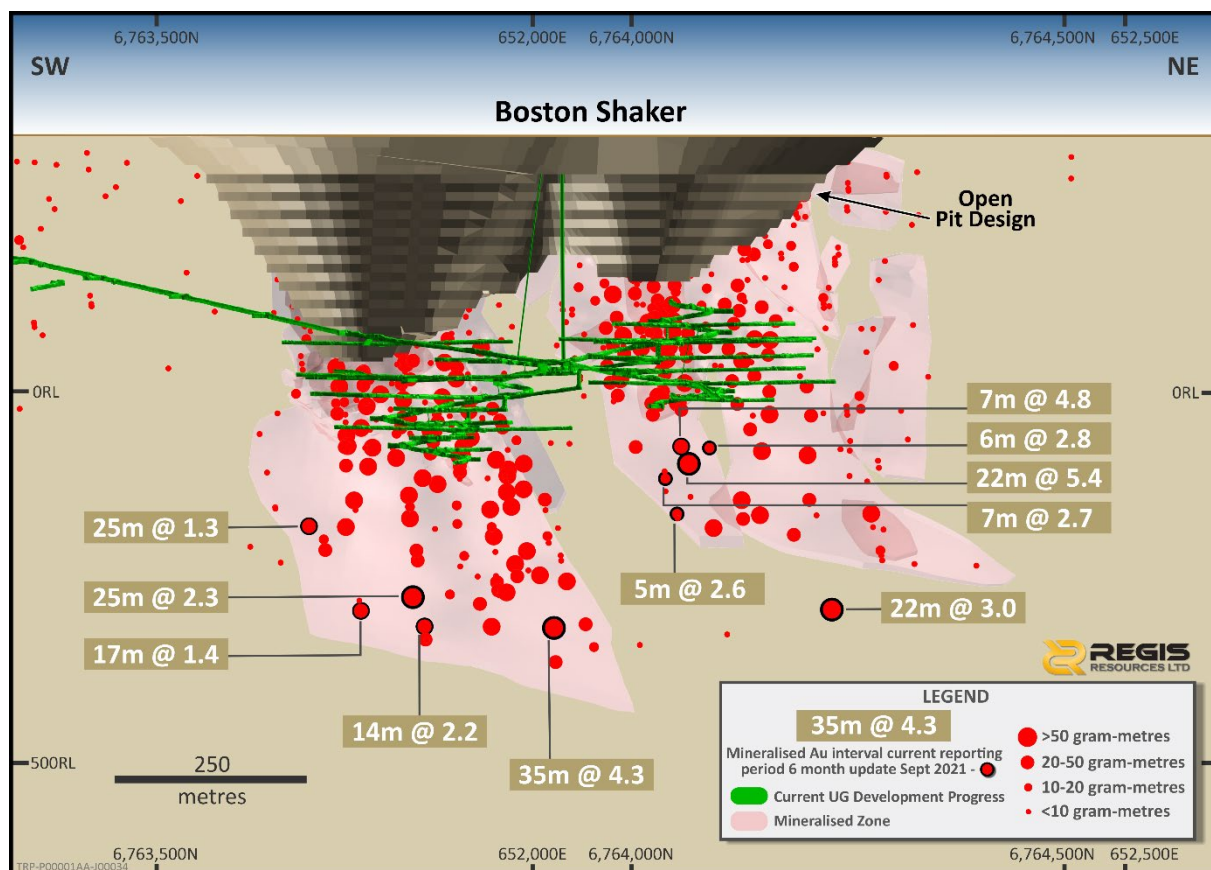 6,763,500N
652,000E
6,764,000N
6,764,500N
652,500E
SW
NE
Boston Shaker
Open
Pit Design
0RL
0RL
7m @ 4.8
6m @ 2.8
22m @ 5.4
7m @ 2.7
5m @ 2.6
22m @ 3.0
25m @ 1.3
25m @ 2.3
17m @ 1.4
14m @ 2.2
35m @ 4.3
REGIS
RESOURCES LTD
LEGEND
35m @ 4.3
Mineralised Au interval current reporting
period 6 month update Sept 2021 -
Current UG Development Progress
Mineralised Zone
>50 gram-metres
20-50 gram-metres
10-20 gram-metres
<10 gram-metres
-500RL
250
metres
6,763,500N
652,000E
6,764,000N
6,764,500N
652,500E
TRP-P00001AA-J00034